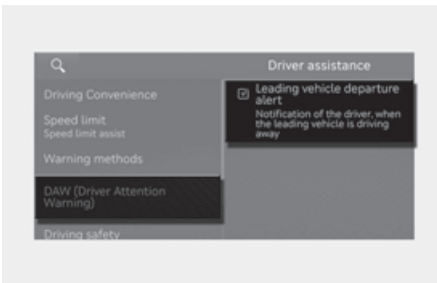 Driver assistance
Driving Convenience
Speed limit
Speed limit assist
Warning methods
DAW (Driver Attention
Warning)
Driving safety
Leading vehicle departure
alert
Notification of the driver, when
the leading vehicle is driving
away